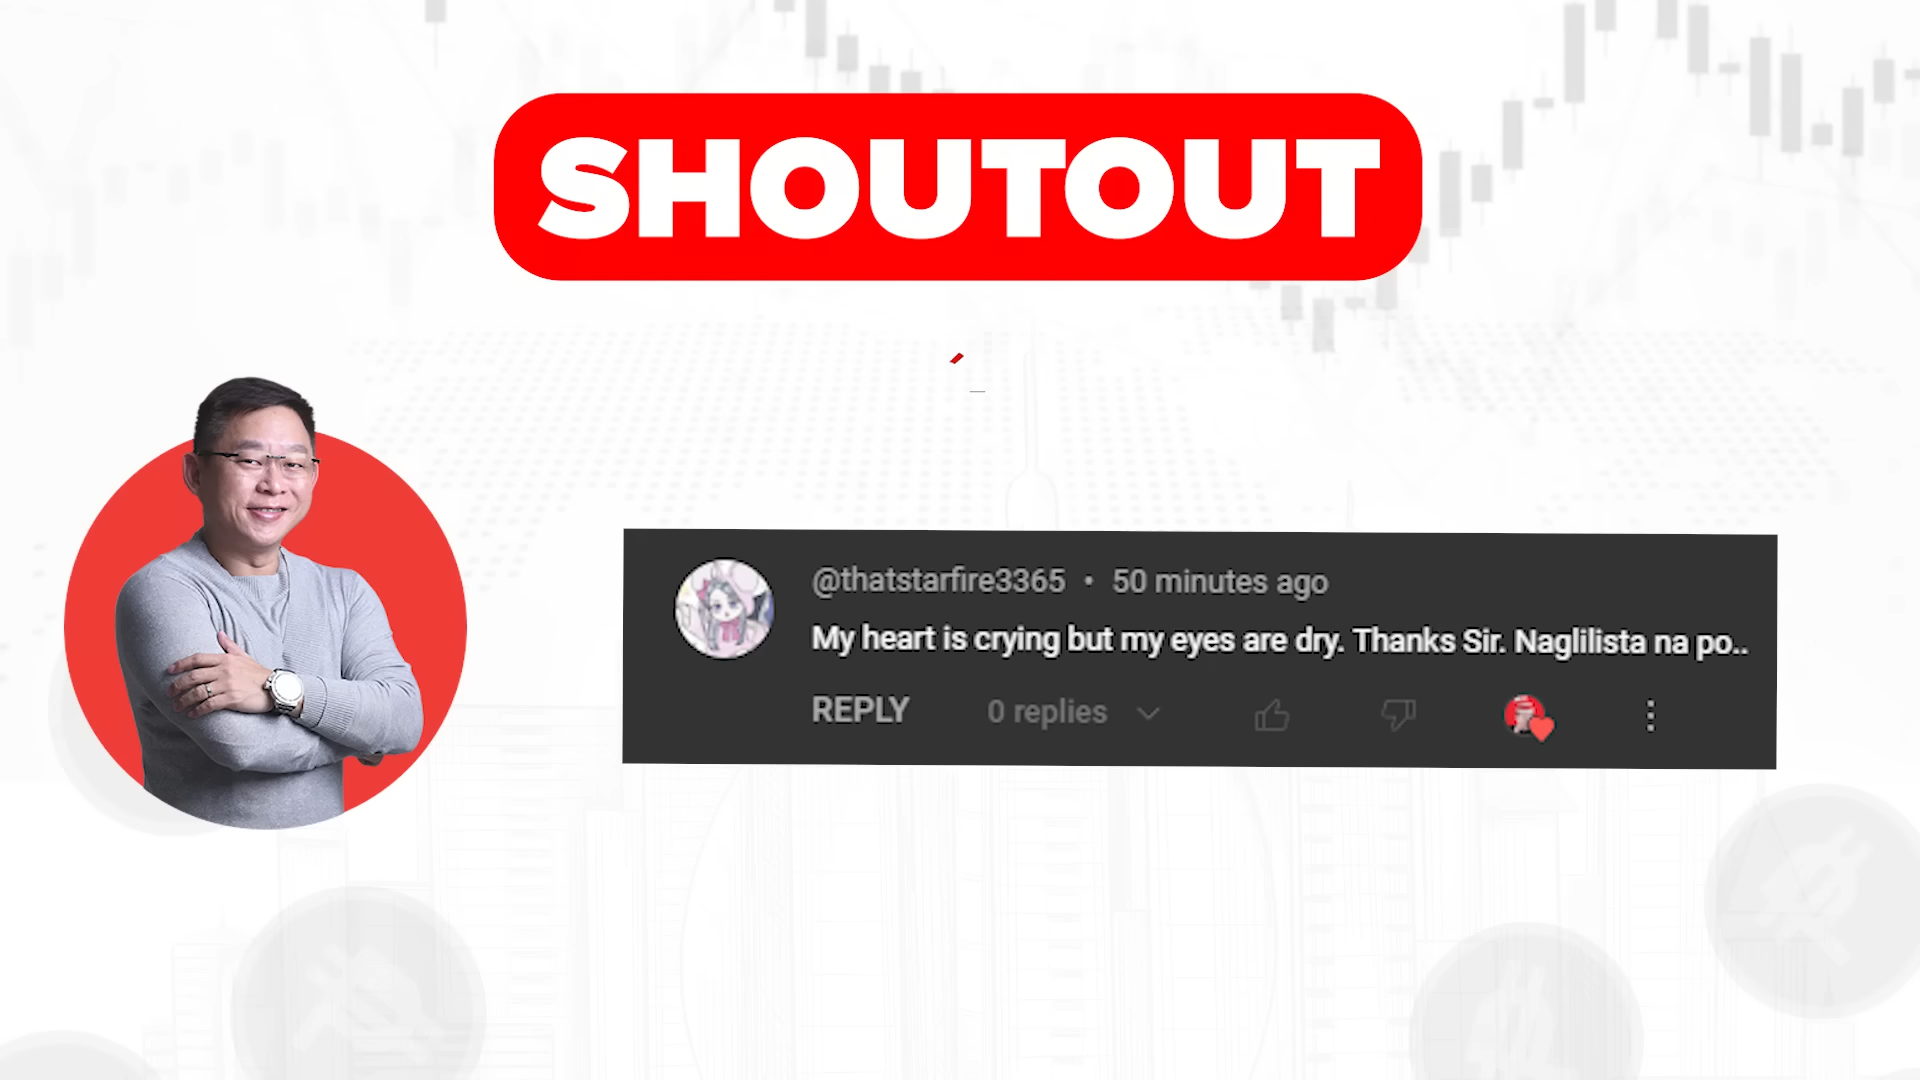 SHOUTOUT
@thatstarfire3365 • 50 minutes ago
My heart is crying but my eyes are dry. Thanks Sir. Naglilista na po..
REPLY 0 replies